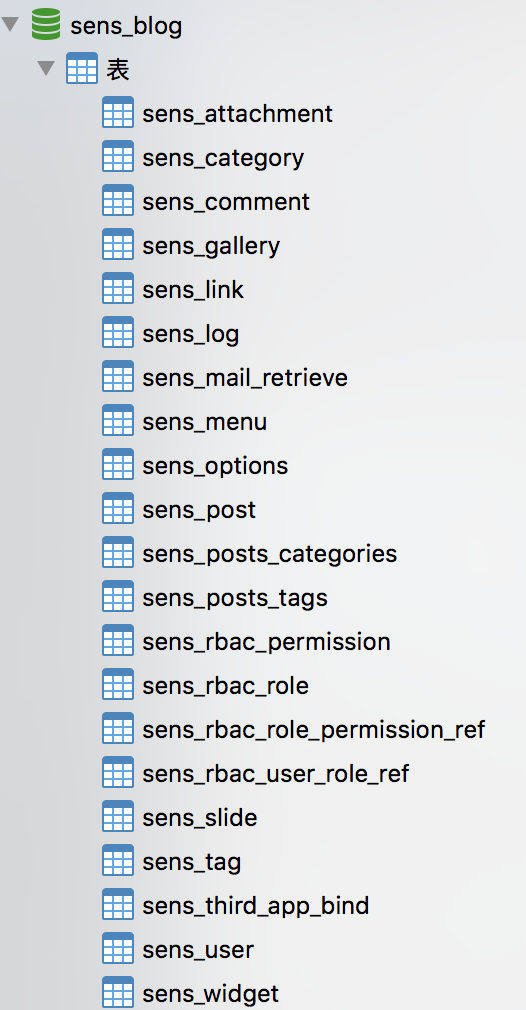 sens_blog
表
sens_attachment
sens_category
sens_comment
sens_gallery
sens_link
sens_log
sens_mail_retrieve
sens_menu
sens_options
sens_post
sens_posts_categories
sens_posts_tags
sens_rbac_permission
sens_rbac_role
sens_rbac_role_permission_ref
sens_rbac_user_role_ref
sens_slide
sens_tag
sens_third_app_bind
sens_user
sens_widget